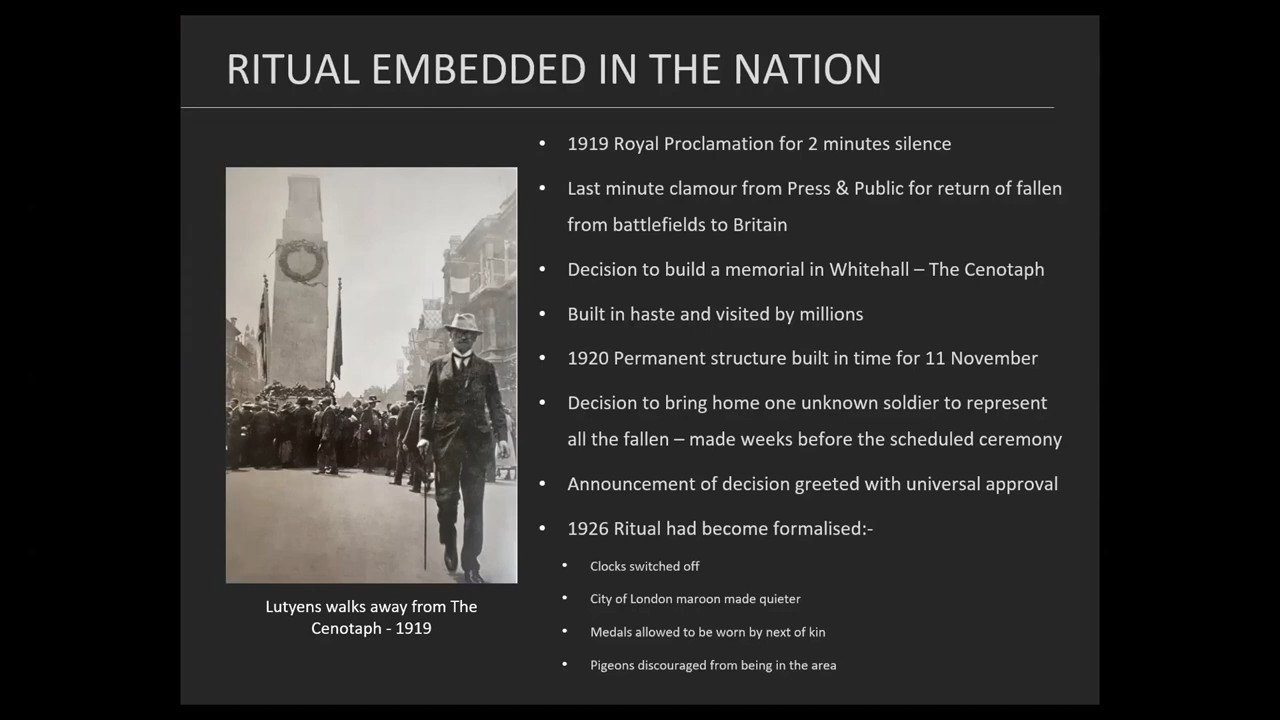 RITUAL EMBEDDED IN THE NATION
• 1919 Royal Proclamation for 2 minutes silence
• Last minute clamour from Press & Public for return of fallen
from battlefields to Britain
• Decision to build a memorial in Whitehall – The Cenotaph
• Built in haste and visited by millions
• 1920 Permanent structure built in time for 11 November
• Decision to bring home one unknown soldier to represent
all the fallen – made weeks before the scheduled ceremony
• Announcement of decision greeted with universal approval
• 1926 Ritual had become formalised:-
• Clocks switched off
• City of London maroon made quieter
• Medals allowed to be worn by next of kin
• Pigeons discouraged from being in the area
Lutyens walks away from The
Cenotaph - 1919